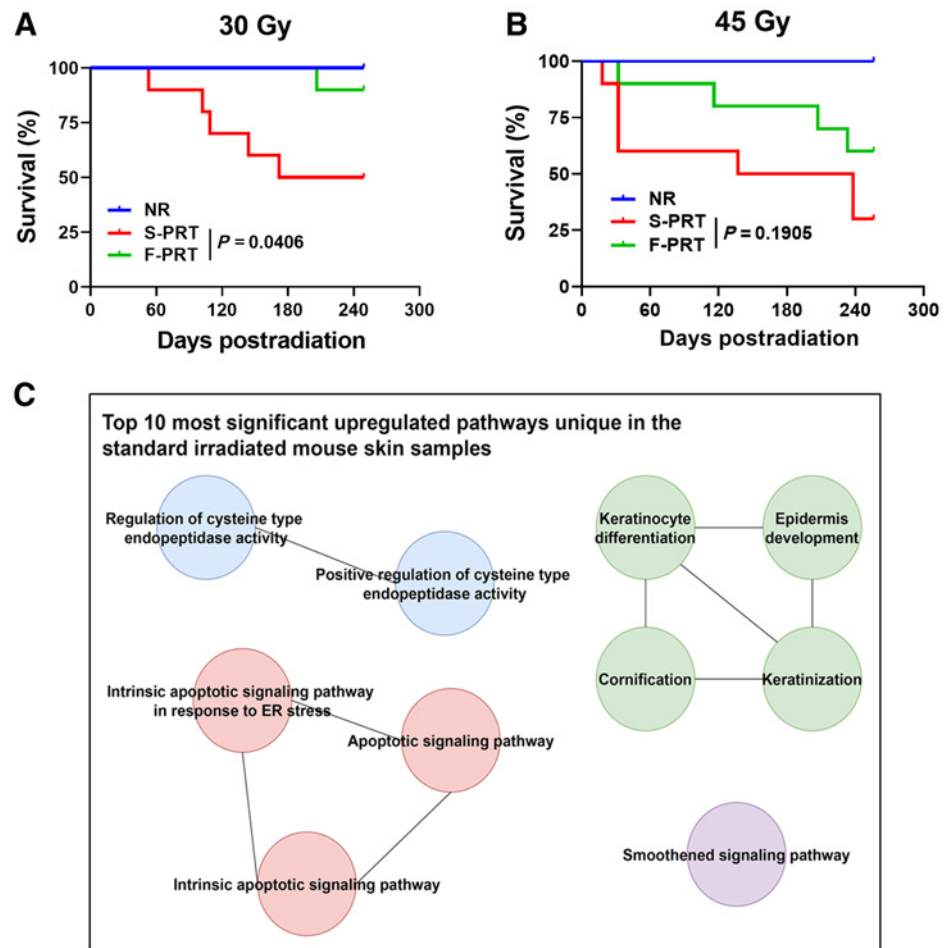 A
30 Gy
100
75
50
25
0
Survival (%)
NR
S-PRT
F-PRT
P = 0.0406
0 60 120 180 240 300
Days postradiation
B
45 Gy
100
75
50
25
0
Survival (%)
NR
S-PRT
F-PRT
P = 0.1905
0 60 120 180 240 300
Days postradiation
C
Top 10 most significant upregulated pathways unique in the
standard irradiated mouse skin samples
Regulation of cysteine type
endopeptidase activity
Positive regulation of cysteine type
endopeptidase activity
Keratinocyte
differentiation
Epidermis
development
Cornification
Keratinization
Intrinsic apoptotic signaling pathway
in response to ER stress
Apoptotic signaling pathway
Intrinsic apoptotic signaling pathway
Smoothened signaling pathway